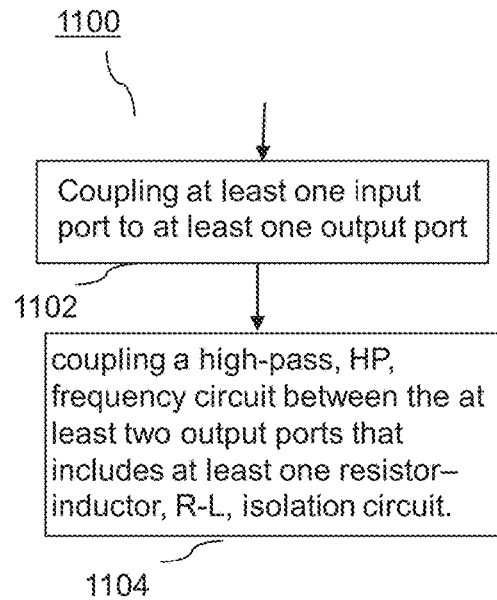 1100
Coupling at least one input
port to at least one output port
1102
coupling a high-pass, HP,
frequency circuit between the at
least two output ports that
includes at least one resistor–
inductor, R-L, isolation circuit.
1104